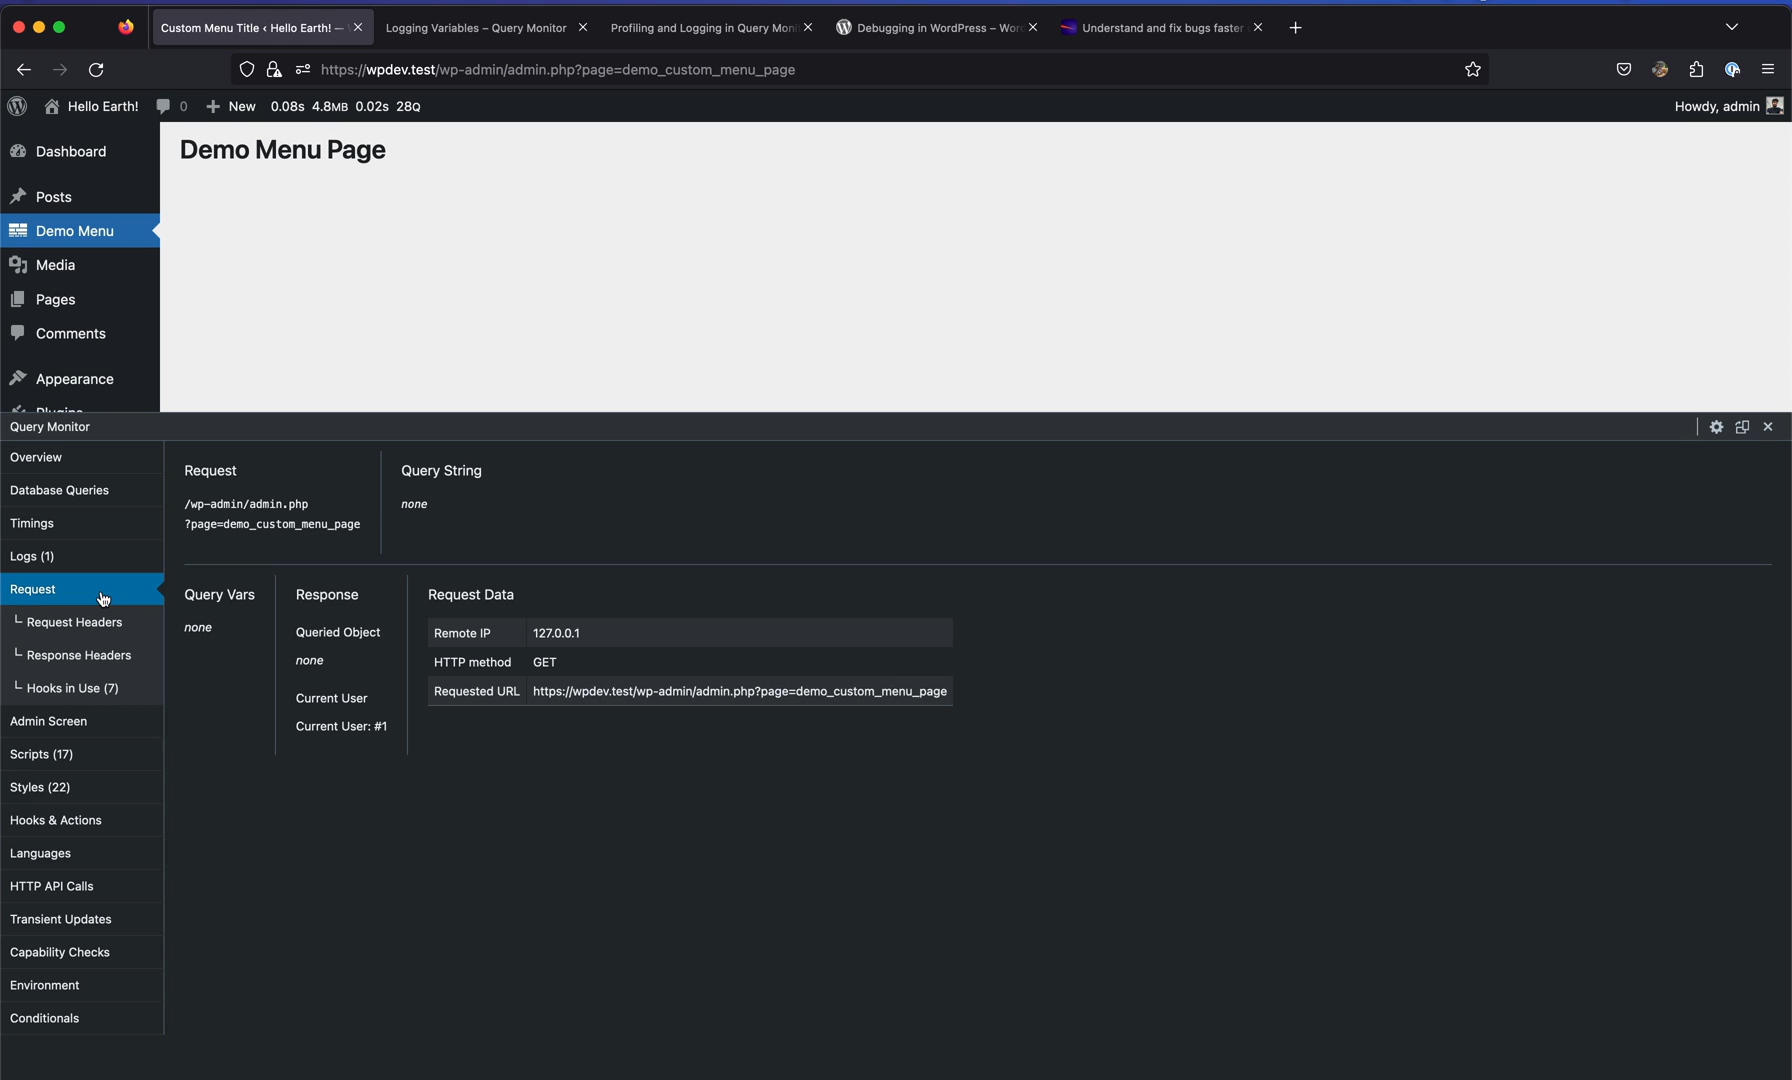 Custom Menu Title ‹ Hello Earth! —
Logging Variables – Query Monitor
Profiling and Logging in Query Moni
Debugging in WordPress – Wor
Understand and fix bugs faster
https://wpdev.test/wp-admin/admin.php?page=demo_custom_menu_page
Hello Earth!
0
New
0.08s 4.8MB 0.02s 28Q
Howdy, admin
Dashboard
Posts
Demo Menu
Media
Pages
Comments
Appearance
Plugins
Demo Menu Page
Query Monitor
Overview
Database Queries
Timings
Logs (1)
Request
Request Headers
Response Headers
Hooks in Use (7)
Admin Screen
Scripts (17)
Styles (22)
Hooks & Actions
Languages
HTTP API Calls
Transient Updates
Capability Checks
Environment
Conditionals
Request
/wp-admin/admin.php
?page=demo_custom_menu_page
Query String
none
Query Vars
none
Response
Queried Object
none
Current User
Current User: #1
Request Data
Remote IP 127.0.0.1
HTTP method GET
Requested URL https://wpdev.test/wp-admin/admin.php?page=demo_custom_menu_page